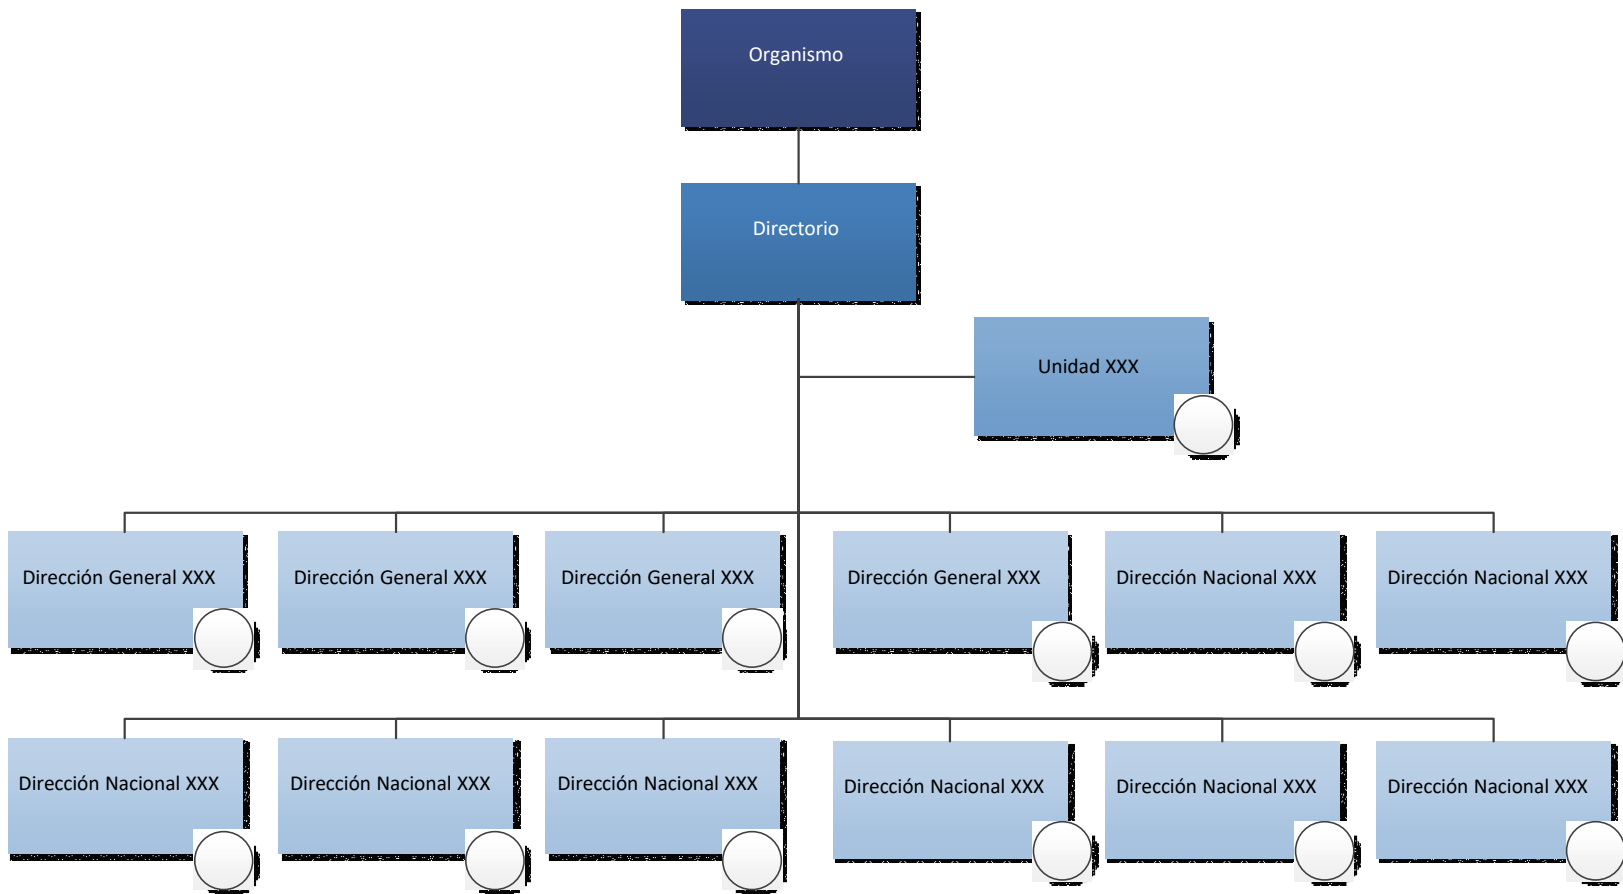 Organismo
Directorio
Unidad XXX
Dirección General XXX
Dirección General XXX
Dirección General XXX
Dirección General XXX
Dirección Nacional XXX
Dirección Nacional XXX
Dirección Nacional XXX
Dirección Nacional XXX
Dirección Nacional XXX
Dirección Nacional XXX
Dirección Nacional XXX
Dirección Nacional XXX